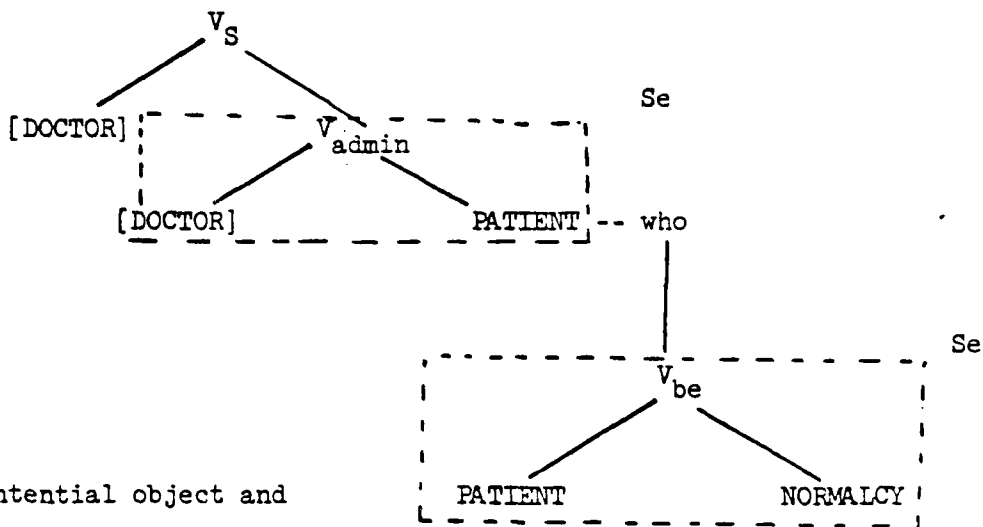 V_S
Se
[DOCTOR]
V_admin
[DOCTOR] PATIENT -- who
Se
V_be
ntential object and PATIENT NORMALCY